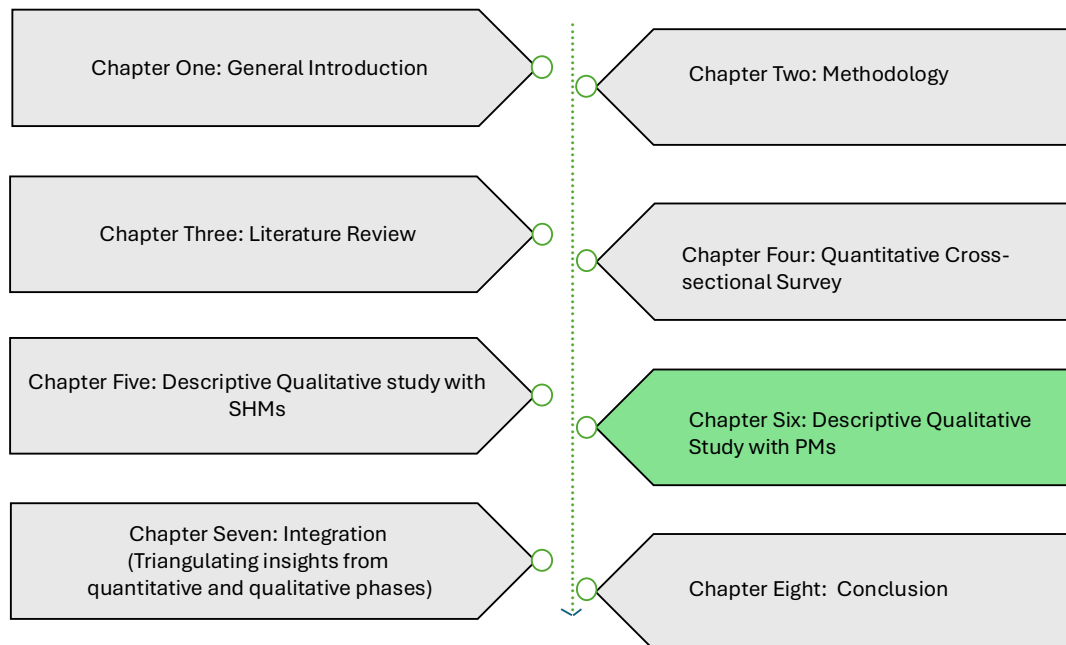 Chapter One: General Introduction
Chapter Two: Methodology
Chapter Three: Literature Review
Chapter Four: Quantitative Cross-
sectional Survey
Chapter Five: Descriptive Qualitative study with
SHMs
Chapter Six: Descriptive Qualitative
Study with PMs
Chapter Seven: Integration
(Triangulating insights from
quantitative and qualitative phases)
Chapter Eight:  Conclusion